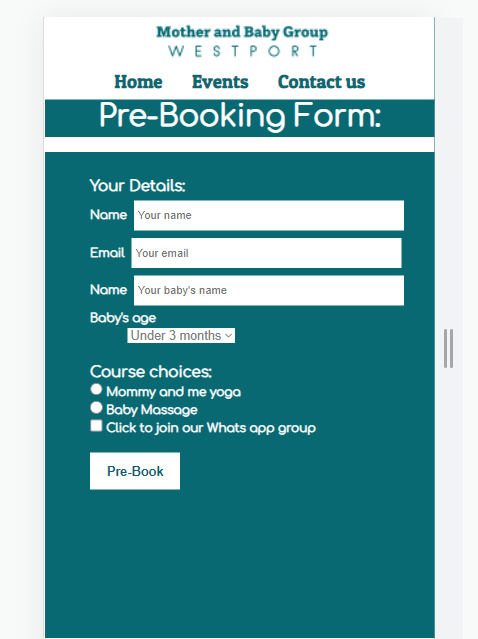 Mother and Baby Group
WESTPORT
Home Events Contact us
Pre-Booking Form:
Your Details:
Name Your name
Email Your email
Name Your baby's name
Baby's age
Under 3 months
Course choices:
Mommy and me yoga
Baby Massage
Click to join our Whats app group
Pre-Book